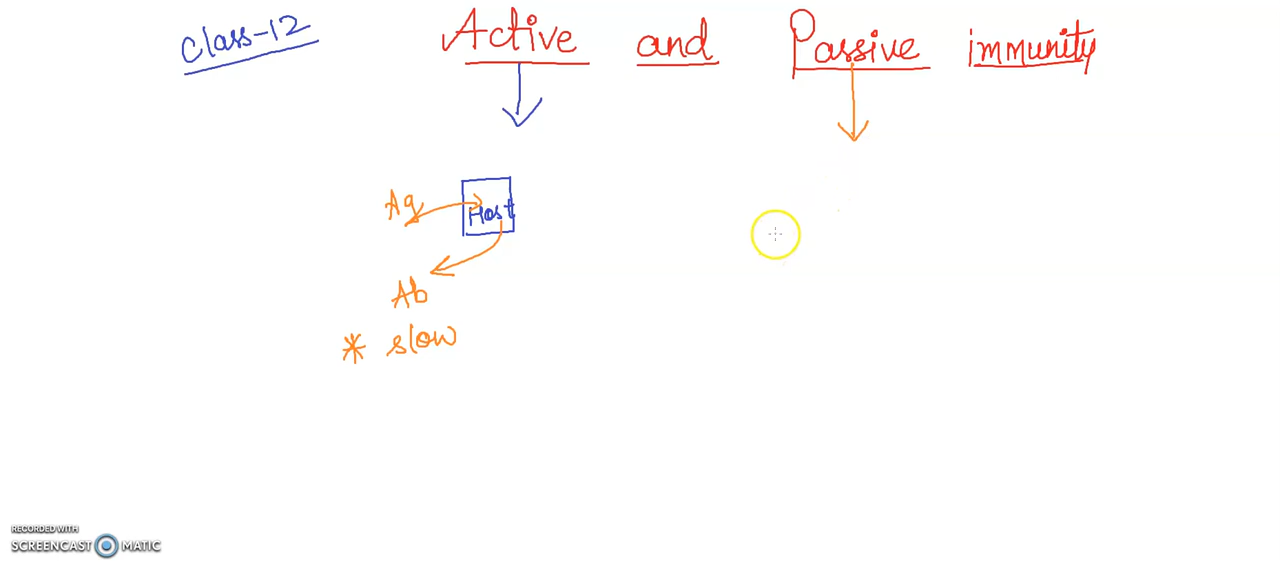 class-12
Active and Passive immunity
Ag
Host
Ab
* slow
RECORDED WITH
SCREENCAST MATIC